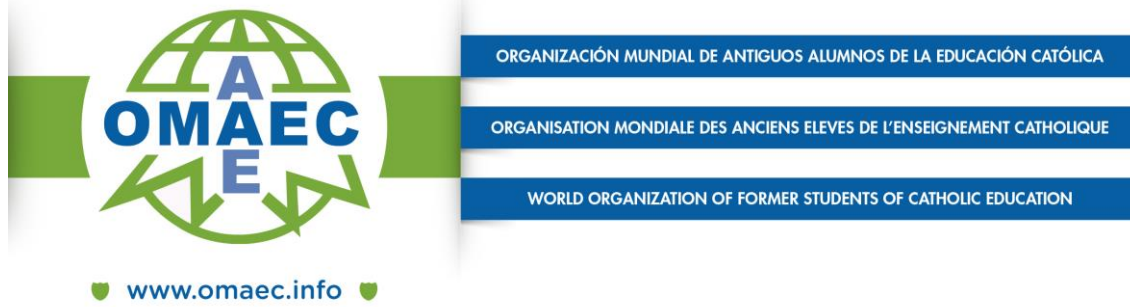 A
OMAEC
E
www.omaec.info
ORGANIZACIÓN MUNDIAL DE ANTIGUOS ALUMNOS DE LA EDUCACIÓN CATÓLICA
ORGANISATION MONDIALE DES ANCIENS ELEVES DE L'ENSEIGNEMENT CATHOLIQUE
WORLD ORGANIZATION OF FORMER STUDENTS OF CATHOLIC EDUCATION